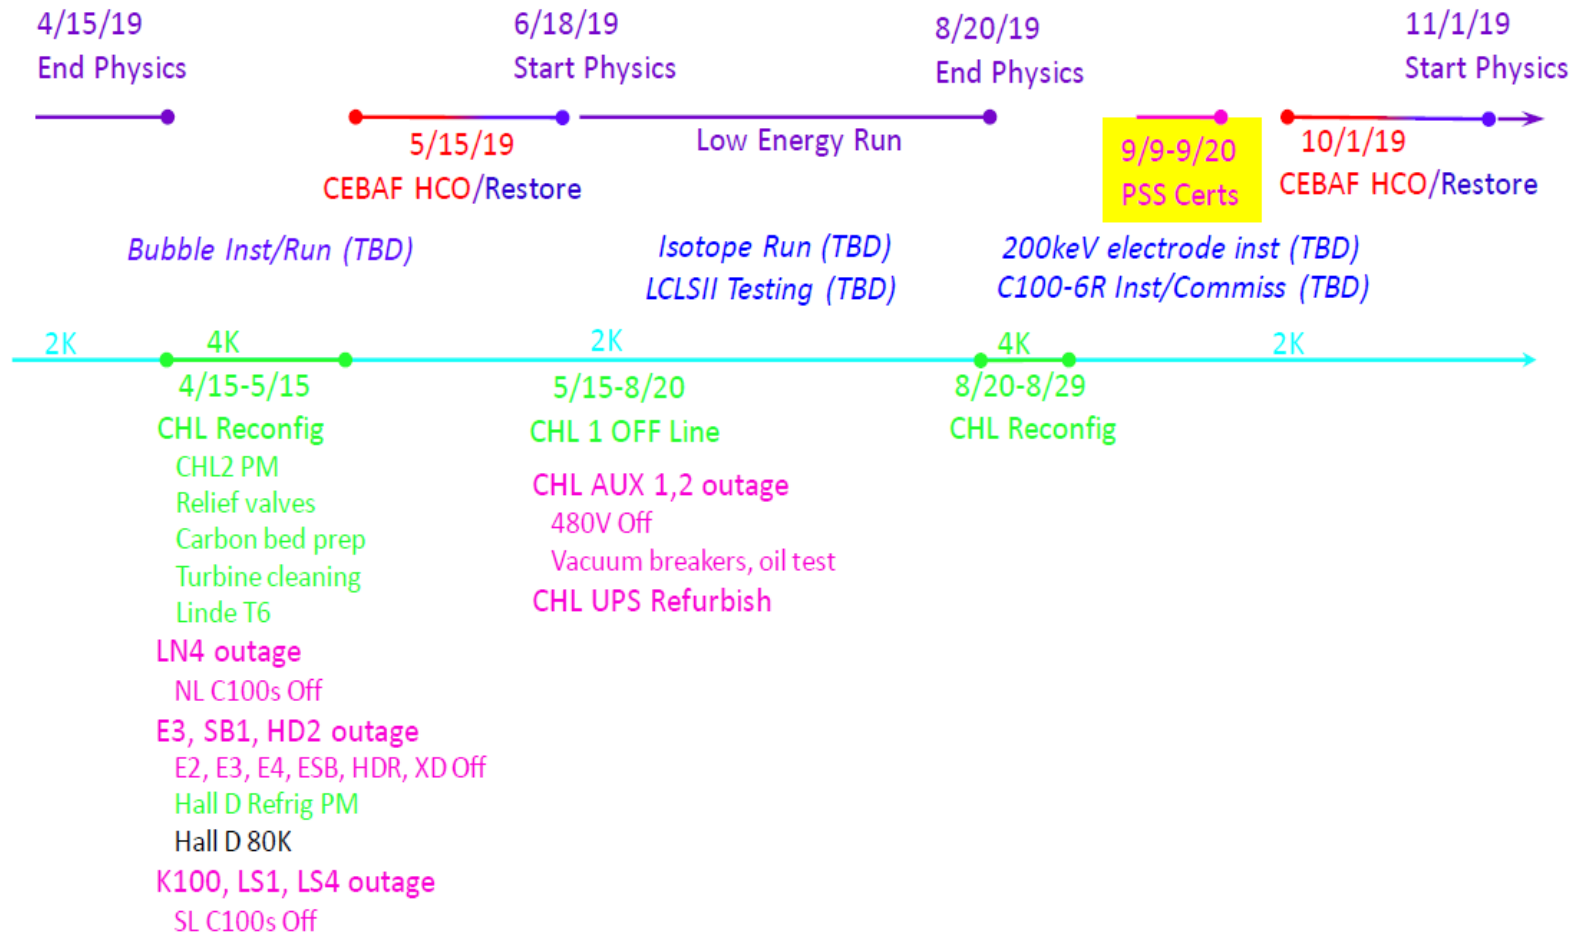 4/15/19
End Physics
6/18/19
Start Physics
8/20/19
End Physics
11/1/19
Start Physics
5/15/19
CEBAF HCO/Restore
Low Energy Run
9/9-9/20
PSS Certs
10/1/19
CEBAF HCO/Restore
Bubble Inst/Run (TBD)
Isotope Run (TBD)
LCLSII Testing (TBD)
200keV electrode inst (TBD)
C100-6R Inst/Commiss (TBD)
2K
4K
2K
4K
2K
4/15-5/15
CHL Reconfig
CHL2 PM
Relief valves
Carbon bed prep
Turbine cleaning
Linde T6
LN4 outage
NL C100s Off
E3, SB1, HD2 outage
E2, E3, E4, ESB, HDR, XD Off
Hall D Refrig PM
Hall D 80K
K100, LS1, LS4 outage
SL C100s Off
5/15-8/20
CHL 1 OFF Line
CHL AUX 1,2 outage
480V Off
Vacuum breakers, oil test
CHL UPS Refurbish
8/20-8/29
CHL Reconfig